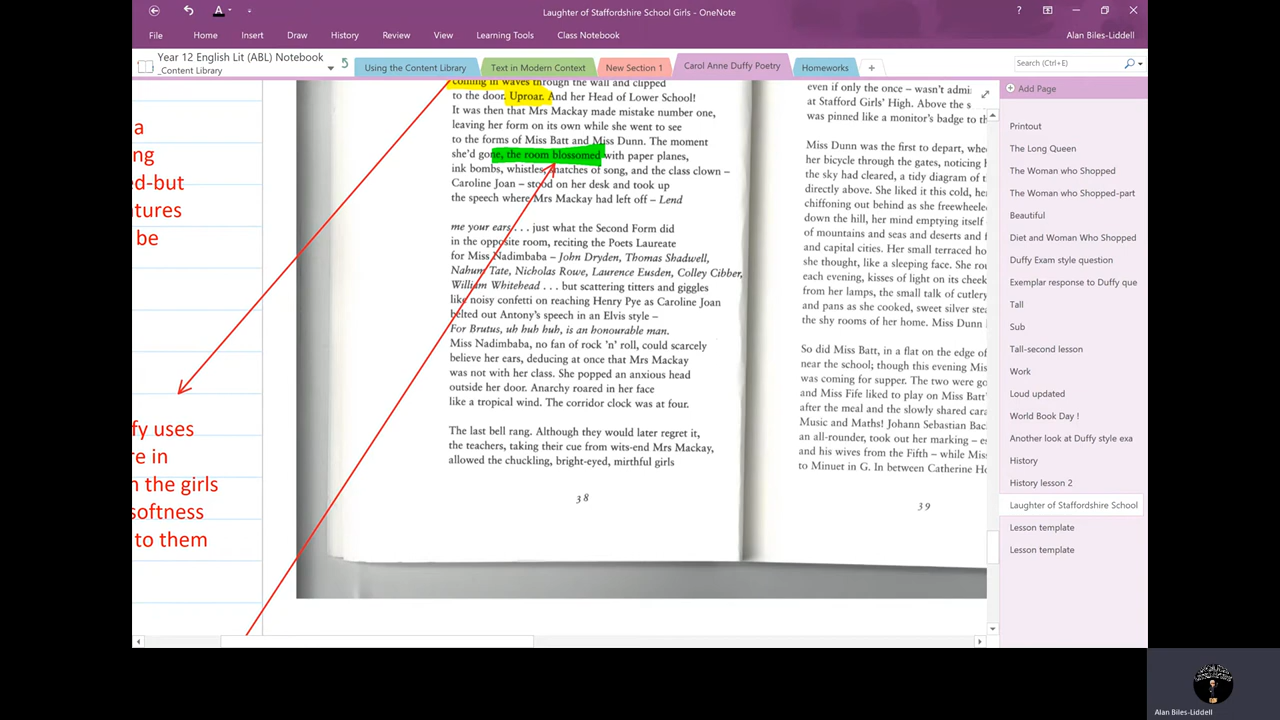 Laughter of Staffordshire School Girls - OneNote
File Home Insert Draw History Review View Learning Tools Class Notebook
Alan Biles-Liddell
Year 12 English Lit (ABL) Notebook
_Content Library
Using the Content Library
Text in Modern Context
New Section 1
Carol Anne Duffy Poetry
Homeworks
Search (Ctrl+E)
Add Page
Printout
The Long Queen
The Woman who Shopped
The Woman who Shopped-part
Beautiful
Diet and Woman Who Shopped
Duffy Exam style question
Exemplar response to Duffy que
Tall
Sub
Tall-second lesson
Work
Loud updated
World Book Day !
Another look at Duffy style exa
History
History lesson 2
Laughter of Staffordshire School
Lesson template
Lesson template
a
ng
ed-but
atures
be
fy uses
re in
n the girls
softness
to them
coming in waves through the wall and clipped
to the door. Uproar. And her Head of Lower School!
It was then that Mrs Mackay made mistake number one,
leaving her form on its own while she went to see
to the forms of Miss Batt and Miss Dunn. The moment
she'd gone, the room blossomed with paper planes,
ink bombs, whistles, snatches of song, and the class clown –
Caroline Joan – stood on her desk and took up
the speech where Mrs Mackay had left off – Lend
me your ears . . . just what the Second Form did
in the opposite room, reciting the Poets Laureate
for Miss Nadimbaba – John Dryden, Thomas Shadwell,
Nahum Tate, Nicholas Rowe, Laurence Eusden, Colley Cibber,
William Whitehead . . . but scattering titters and giggles
like noisy confetti on reaching Henry Pye as Caroline Joan
belted out Antony's speech in an Elvis style –
For Brutus, uh huh huh, is an honourable man.
Miss Nadimbaba, no fan of rock 'n' roll, could scarcely
believe her ears, deducing at once that Mrs Mackay
was not with her class. She popped an anxious head
outside her door. Anarchy roared in her face
like a tropical wind. The corridor clock was at four.
The last bell rang. Although they would later regret it,
the teachers, taking their cue from wits-end Mrs Mackay,
allowed the chuckling, bright-eyed, mirthful girls
38
even if only the once – wasn't admi
at Stafford Girls' High. Above the s
was pinned like a monitor's badge to th
Miss Dunn was the first to depart, whe
her bicycle through the gates, noticing h
the sky had cleared, a tidy diagram of t
directly above. She liked it this cold, her
chiffoning out behind as she freewheele
down the hill, her mind emptying itself
of mountains and seas and deserts and f
and capital cities. Her small terraced ho
she thought, like a sleeping face. She rou
each evening, kisses of light on its cheek
from her lamps, the small talk of cutlery
and pans as she cooked, sweet silver stea
the shy rooms of her home. Miss Dunn
So did Miss Batt, in a flat on the edge of
near the school; though this evening Mis
was coming for supper. The two were go
and Miss Fife liked to play on Miss Batt'
after the meal and the slowly shared cara
Music and Maths! Johann Sebastian Bac
an all-rounder, took out her marking – e
and his wives from the Fifth – while Mis
to Minuet in G. In between Catherine Ho
39
Alan Biles-Liddell